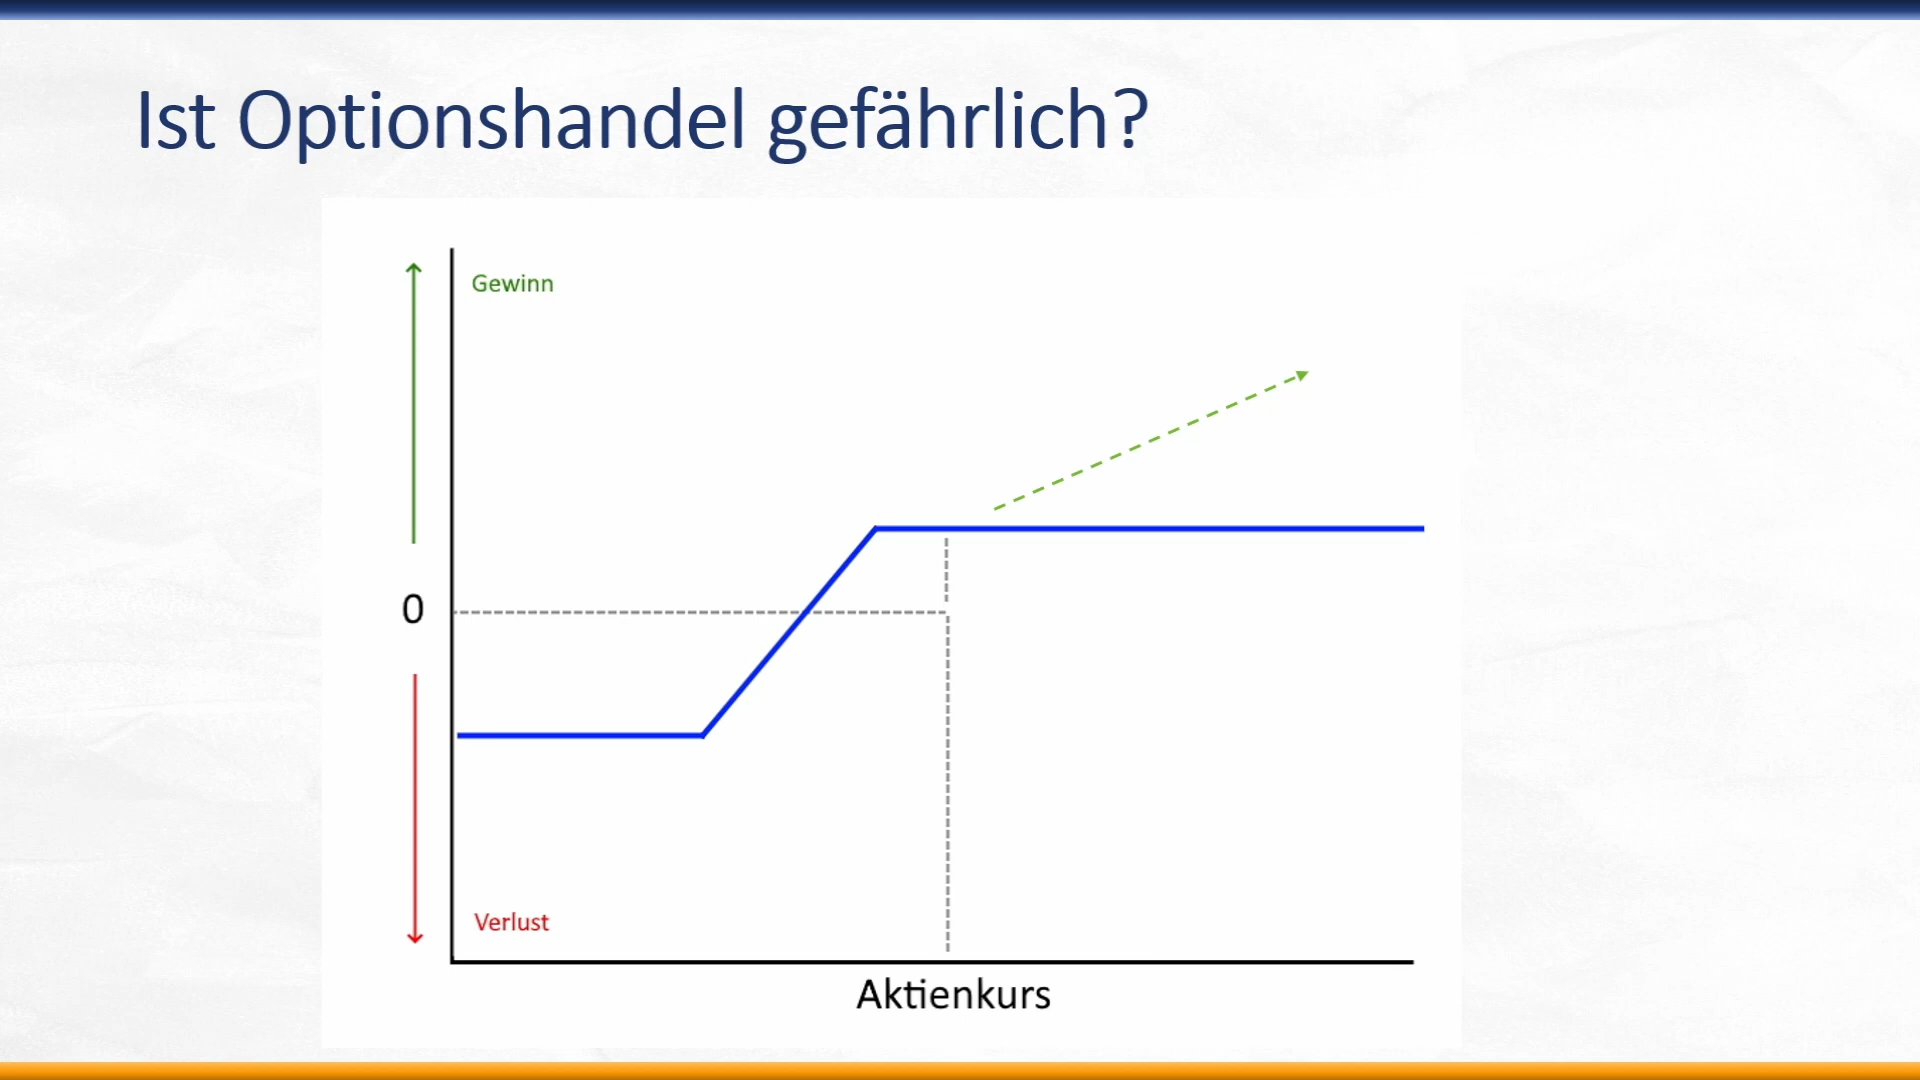 Ist Optionshandel gefährlich?
Gewinn
0
Verlust
Aktienkurs